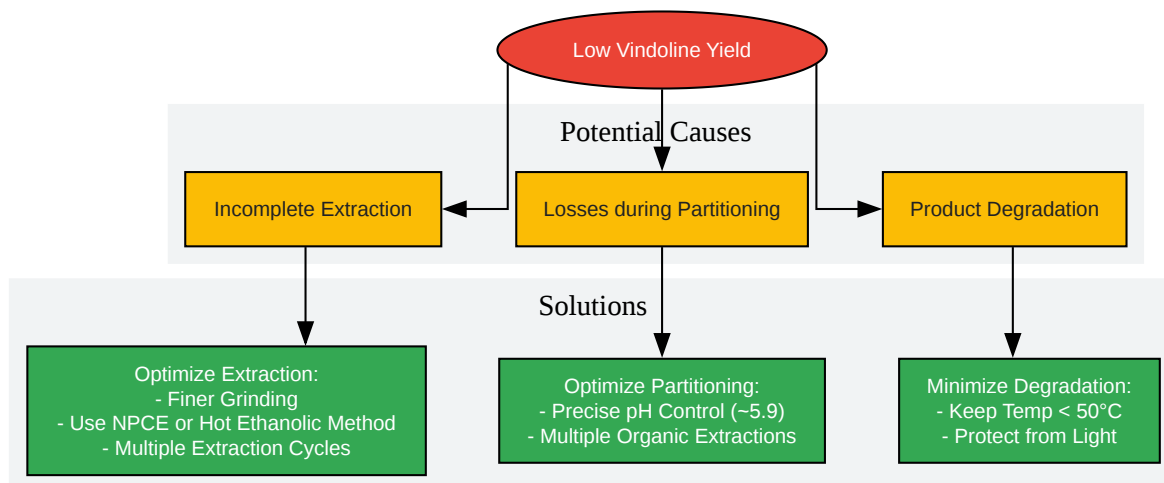 Low Vindoline Yield
Potential Causes
Incomplete Extraction
Losses during Partitioning
Product Degradation
Solutions
Optimize Extraction:
- Finer Grinding
- Use NPCE or Hot Ethanolic Method
- Multiple Extraction Cycles
Optimize Partitioning:
- Precise pH Control (~5.9)
- Multiple Organic Extractions
Minimize Degradation:
- Keep Temp < 50°C
- Protect from Light